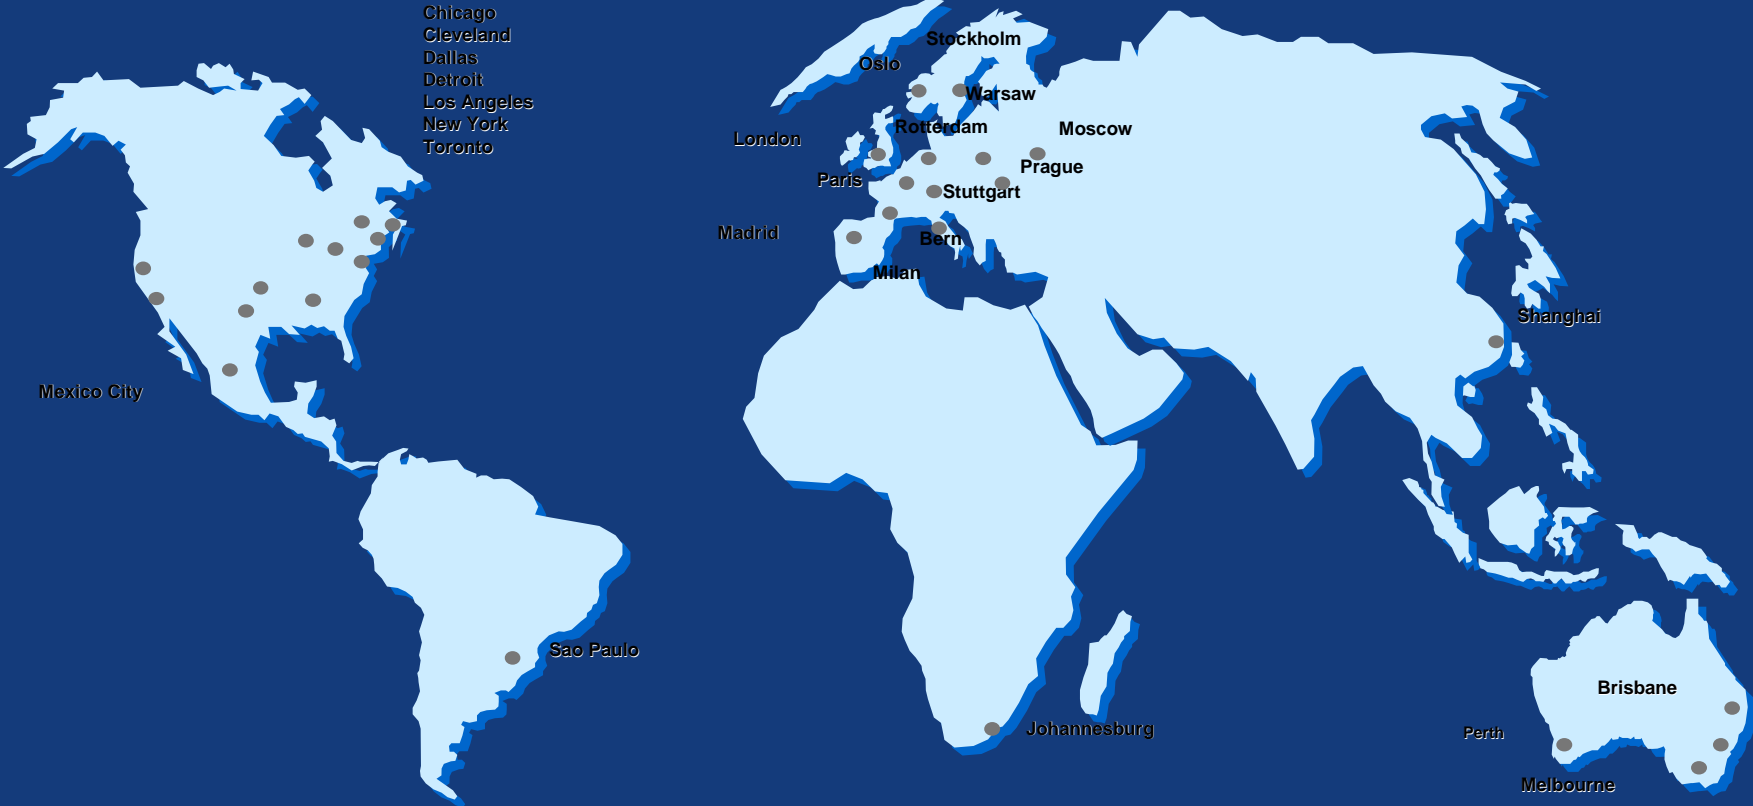 Chicago
Cleveland
Dallas
Detroit
Los Angeles
New York
Toronto
Stockholm
Oslo
Warsaw
Rotterdam
Moscow
London
Prague
Paris
Stuttgart
Madrid
Bern
Milan
Shanghai
Mexico City
Sao Paulo
Brisbane
Johannesburg
Perth
Melbourne